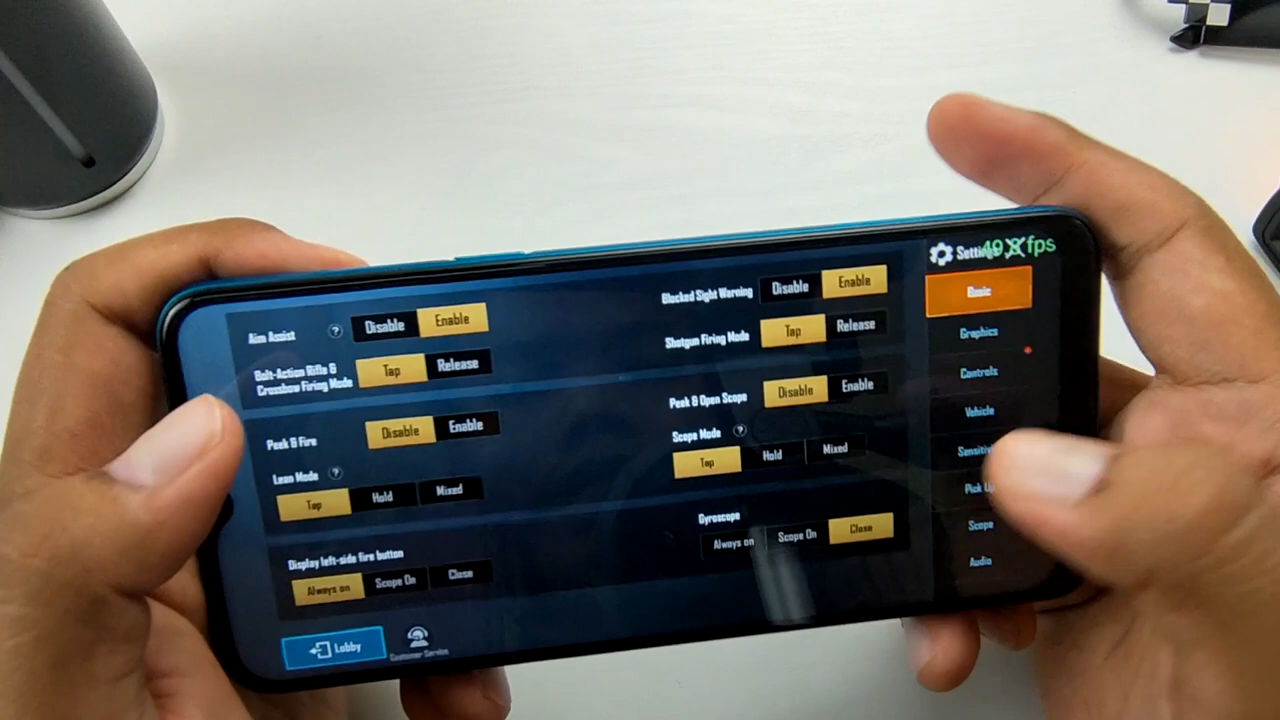 Settings
fps
Aim Assist ? Disable Enable
Blocked Sight Warning Disable Enable
Bolt-Action Rifle &
Crossbow Firing Mode Tap Release
Shotgun Firing Mode Tap Release
Peek & Fire Disable Enable
Peek & Open Scope Disable Enable
Lean Mode ?
Tap Hold Mixed
Scope Mode ?
Tap Hold Mixed
Display left-side fire button
Always on Scope On Close
Gyroscope
Always on Scope On Close
Lobby
Customer Service
Basic
Graphics
Controls
Vehicle
Sensitiv
Pick U
Scope
Audio